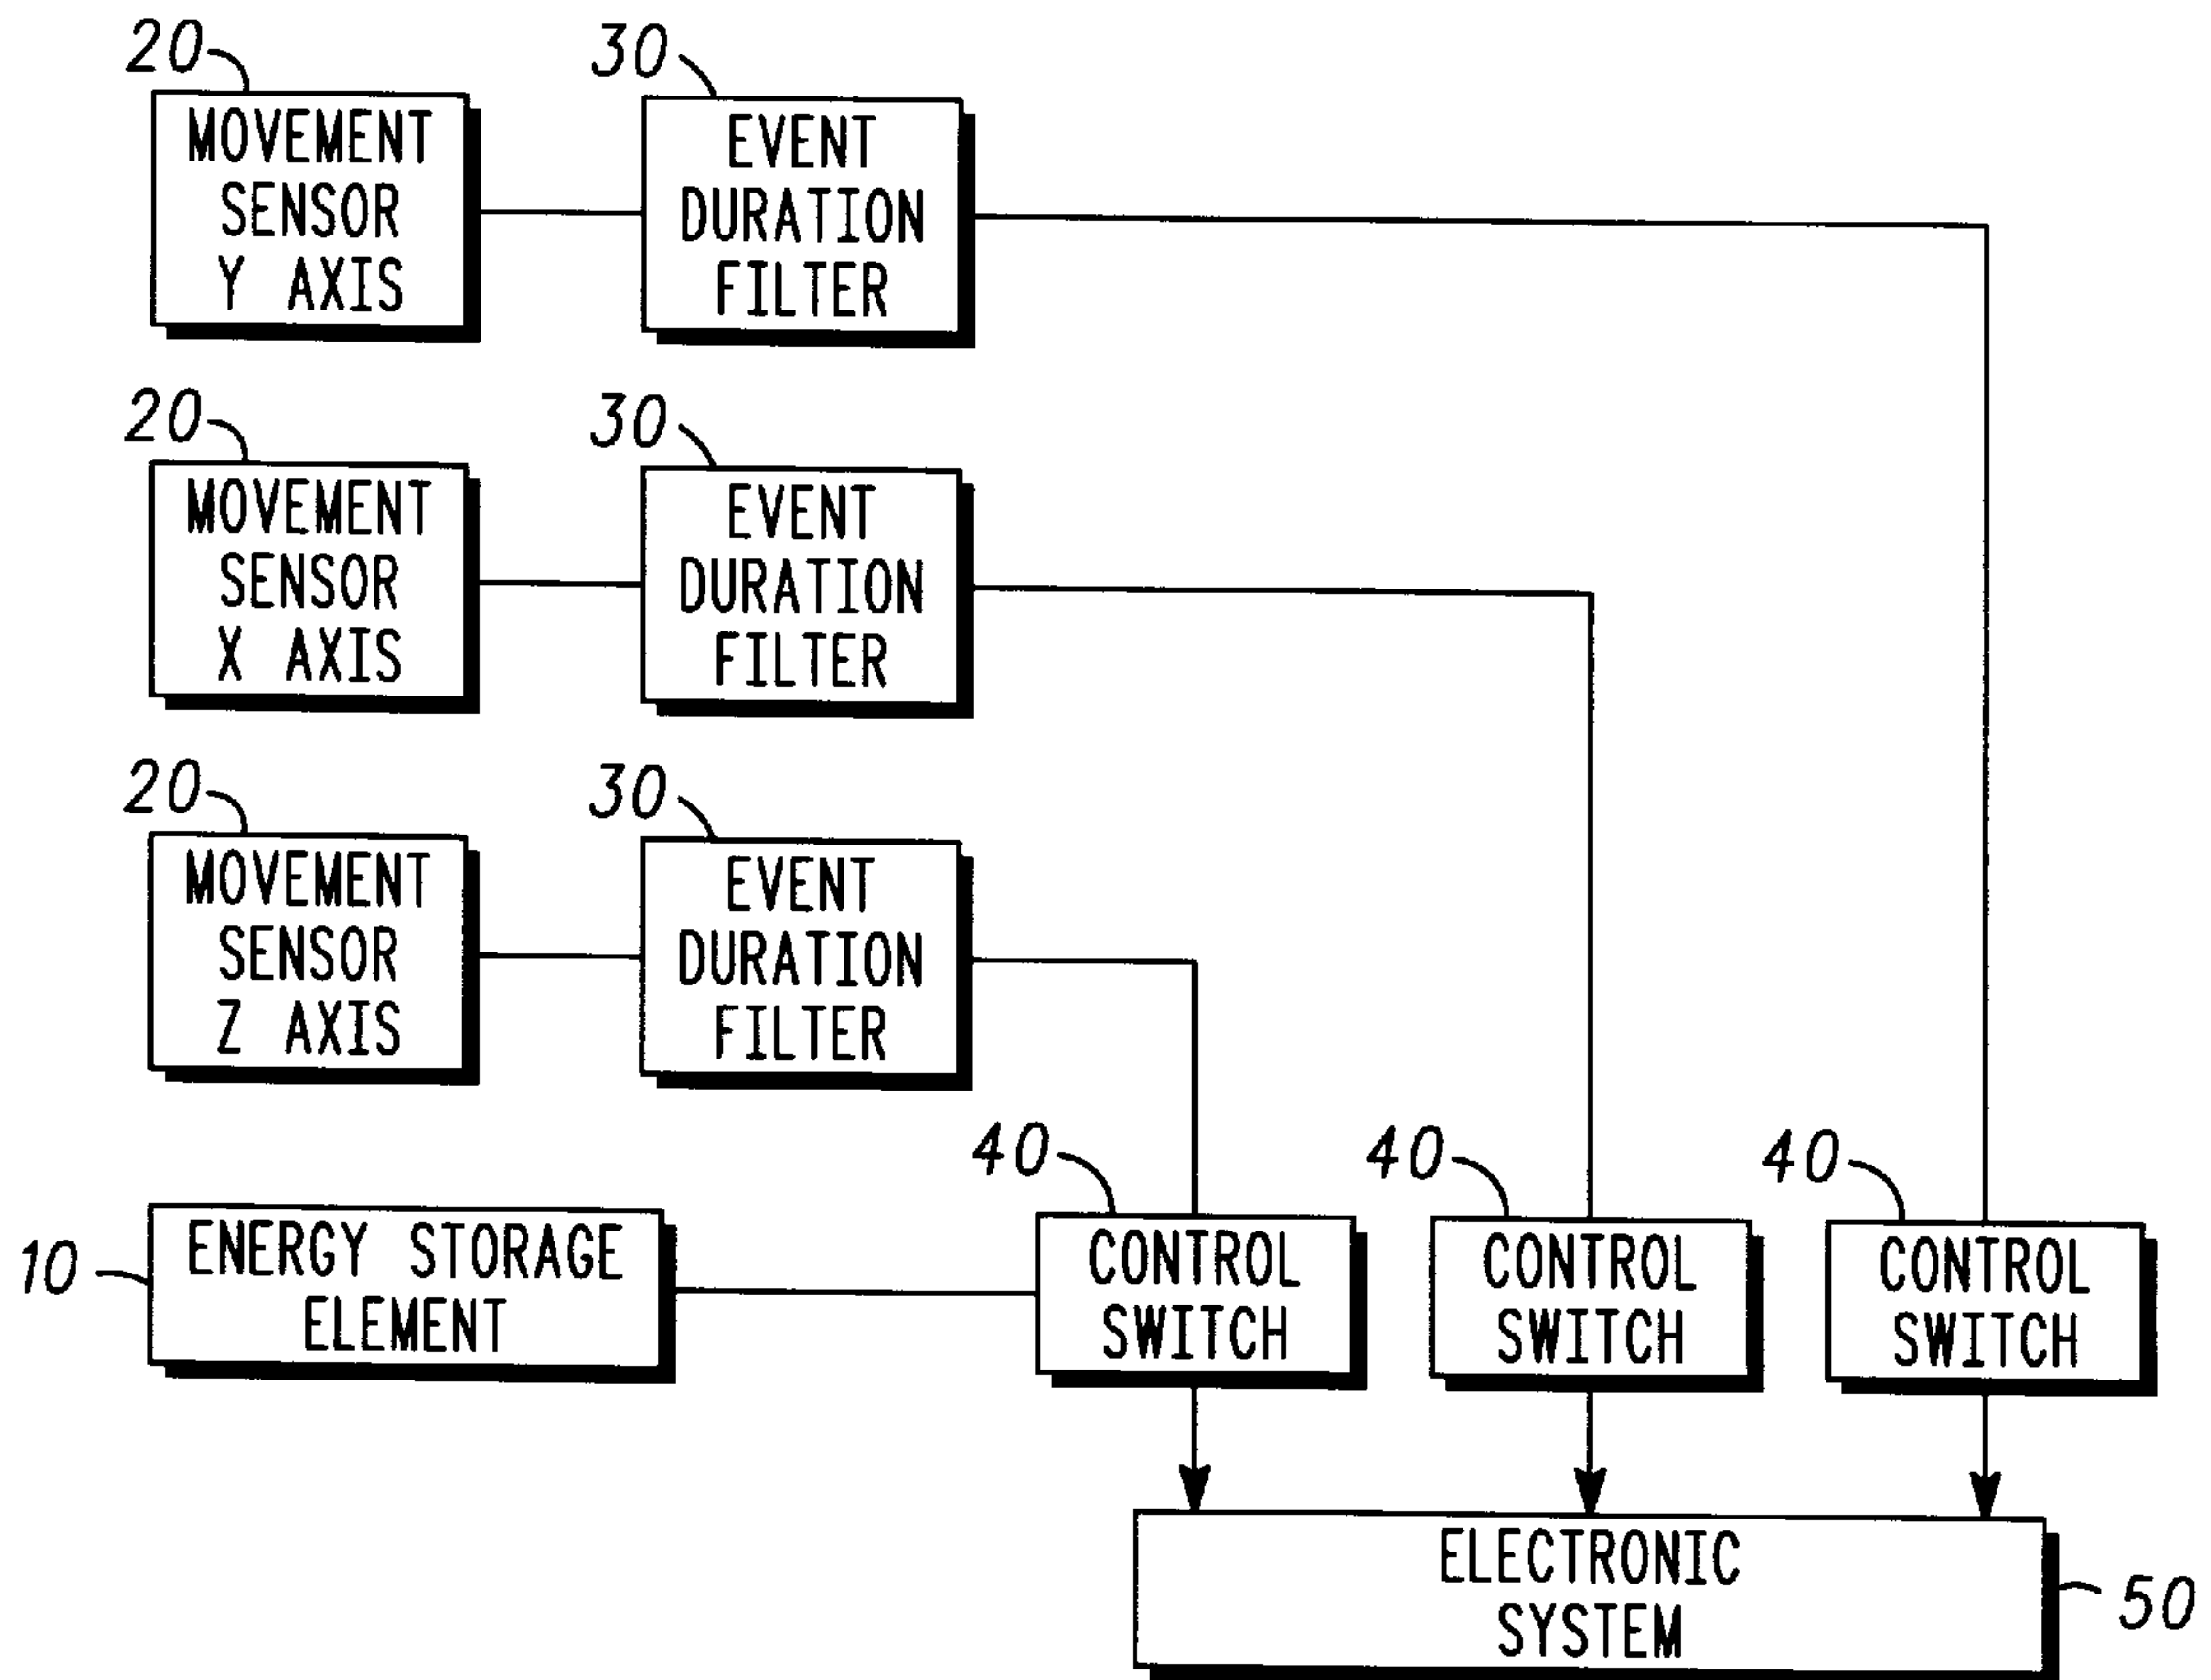 20
30
MOVEMENT
SENSOR
Y AXIS
EVENT
DURATION
FILTER
20
30
MOVEMENT
SENSOR
X AXIS
EVENT
DURATION
FILTER
20
30
MOVEMENT
SENSOR
Z AXIS
EVENT
DURATION
FILTER
40
40
40
10
ENERGY STORAGE
ELEMENT
CONTROL
SWITCH
CONTROL
SWITCH
CONTROL
SWITCH
ELECTRONIC
SYSTEM
50